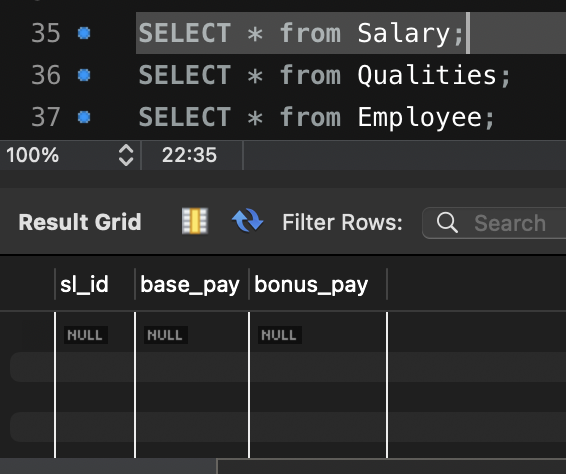 35 SELECT * from Salary;
36 SELECT * from Qualities;
37 SELECT * from Employee;
100% 22:35
Result Grid Filter Rows: Search
sl_id base_pay bonus_pay
NULL NULL NULL